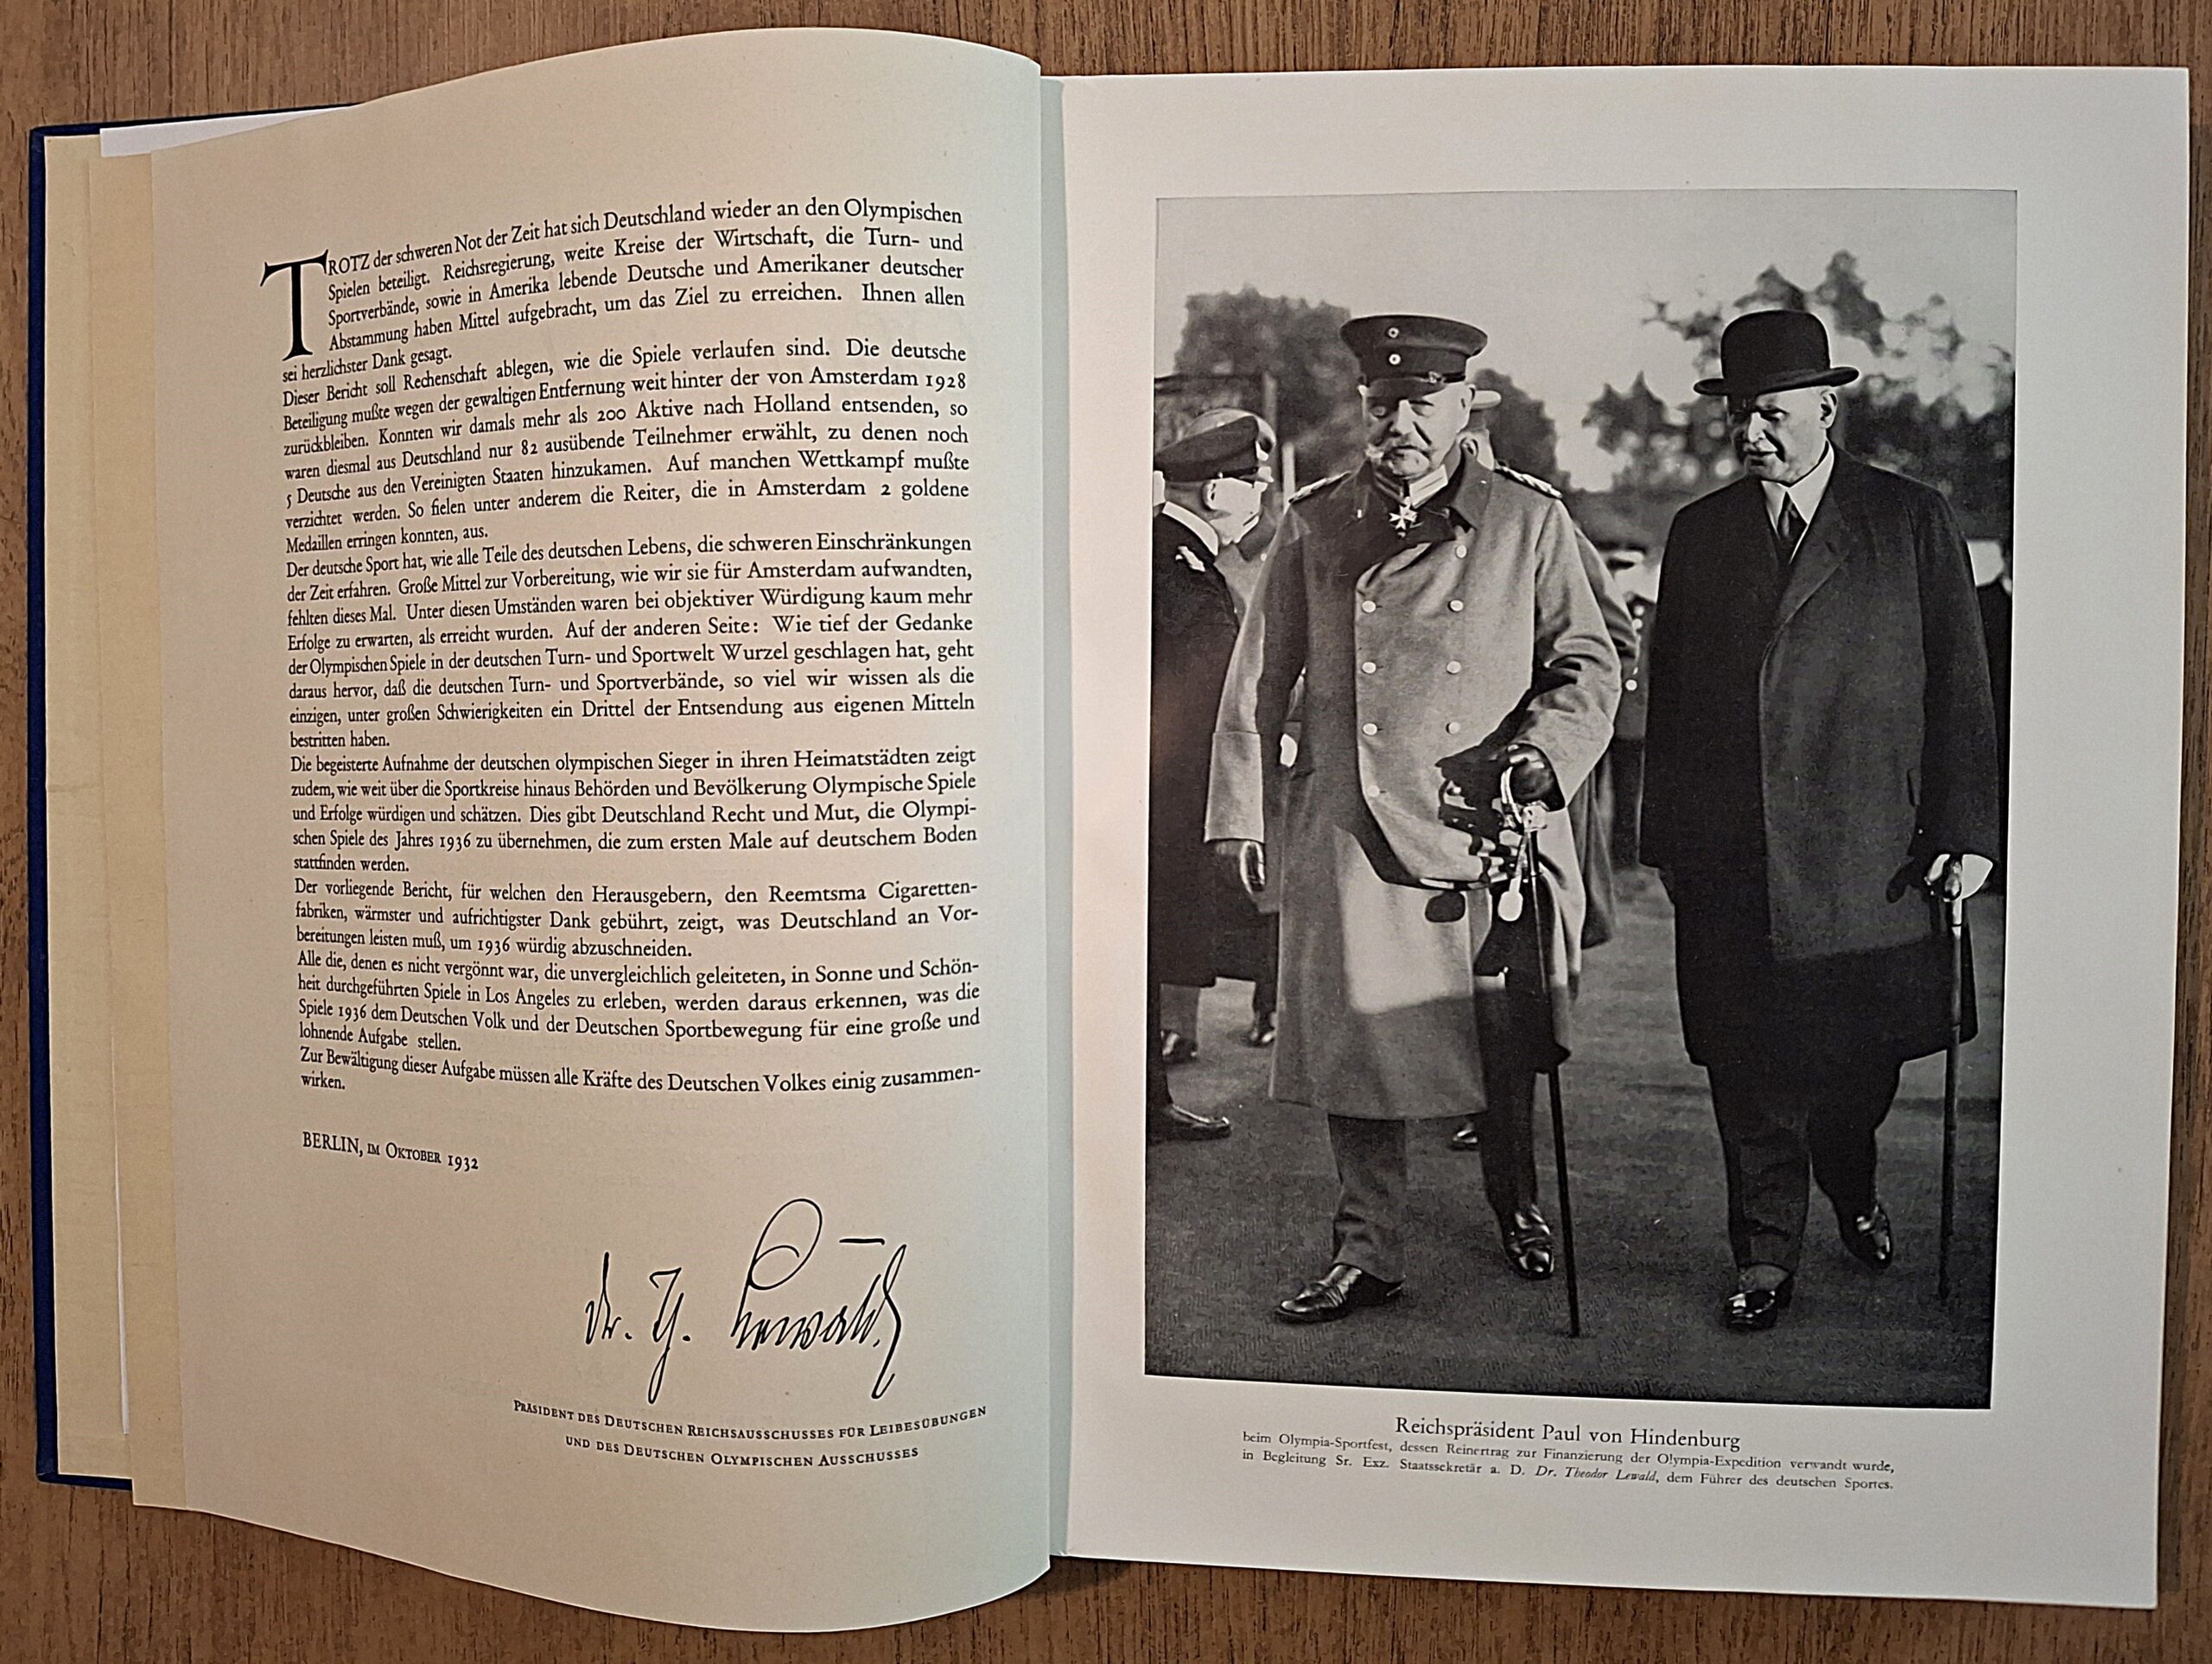 TROTZ der schweren Not der Zeit hat sich Deutschland wieder an den Olympischen
Spielen beteiligt. Reichsregierung, weite Kreise der Wirtschaft, die Turn- und
Sportverbände, sowie in Amerika lebende Deutsche und Amerikaner deutscher
Abstammung haben Mittel aufgebracht, um das Ziel zu erreichen. Ihnen allen
sei herzlichster Dank gesagt.
Dieser Bericht soll Rechenschaft ablegen, wie die Spiele verlaufen sind. Die deutsche
Beteiligung mußte wegen der gewaltigen Entfernung weit hinter der von Amsterdam 1928
zurückbleiben. Konnten wir damals mehr als 200 Aktive nach Holland entsenden, so
waren diesmal aus Deutschland nur 82 ausübende Teilnehmer erwählt, zu denen noch
5 Deutsche aus den Vereinigten Staaten hinzukamen. Auf manchen Wettkampf mußte
verzichtet werden. So fielen unter anderem die Reiter, die in Amsterdam 2 goldene
Medaillen erringen konnten, aus.
Der deutsche Sport hat, wie alle Teile des deutschen Lebens, die schweren Einschränkungen
der Zeit erfahren. Große Mittel zur Vorbereitung, wie wir sie für Amsterdam aufwandten,
fehlten dieses Mal. Unter diesen Umständen waren bei objektiver Würdigung kaum mehr
Erfolge zu erwarten, als erreicht wurden. Auf der anderen Seite: Wie tief der Gedanke
der Olympischen Spiele in der deutschen Turn- und Sportwelt Wurzel geschlagen hat, geht
daraus hervor, daß die deutschen Turn- und Sportverbände, so viel wir wissen als die
einzigen, unter großen Schwierigkeiten ein Drittel der Entsendung aus eigenen Mitteln
bestritten haben.
Die begeisterte Aufnahme der deutschen olympischen Sieger in ihren Heimatstädten zeigt
zudem, wie weit über die Sportkreise hinaus Behörden und Bevölkerung Olympische Spiele
und Erfolge würdigen und schätzen. Dies gibt Deutschland Recht und Mut, die Olympi-
schen Spiele des Jahres 1936 zu übernehmen, die zum ersten Male auf deutschem Boden
stattfinden werden.
Der vorliegende Bericht, für welchen den Herausgebern, den Reemtsma Cigaretten-
fabriken, wärmster und aufrichtigster Dank gebührt, zeigt, was Deutschland an Vor-
bereitungen leisten muß, um 1936 würdig abzuschneiden.
Alle die, denen es nicht vergönnt war, die unvergleichlich geleiteten, in Sonne und Schön-
heit durchgeführten Spiele in Los Angeles zu erleben, werden daraus erkennen, was die
Spiele 1936 dem Deutschen Volk und der Deutschen Sportbewegung für eine große und
lohnende Aufgabe stellen.
Zur Bewältigung dieser Aufgabe müssen alle Kräfte des Deutschen Volkes einig zusammen-
wirken.
BERLIN, IM OKTOBER 1932
Dr. T. Lewald.
PRÄSIDENT DES DEUTSCHEN REICHSAUSSCHUSSES FÜR LEIBESÜBUNGEN
UND DES DEUTSCHEN OLYMPISCHEN AUSSCHUSSES
Reichspräsident Paul von Hindenburg
beim Olympia-Sportfest, dessen Reinertrag zur Finanzierung der Olympia-Expedition verwandt wurde,
in Begleitung Sr. Exz. Staatssekretär a. D. Dr. Theodor Lewald, dem Führer des deutschen Sportes.